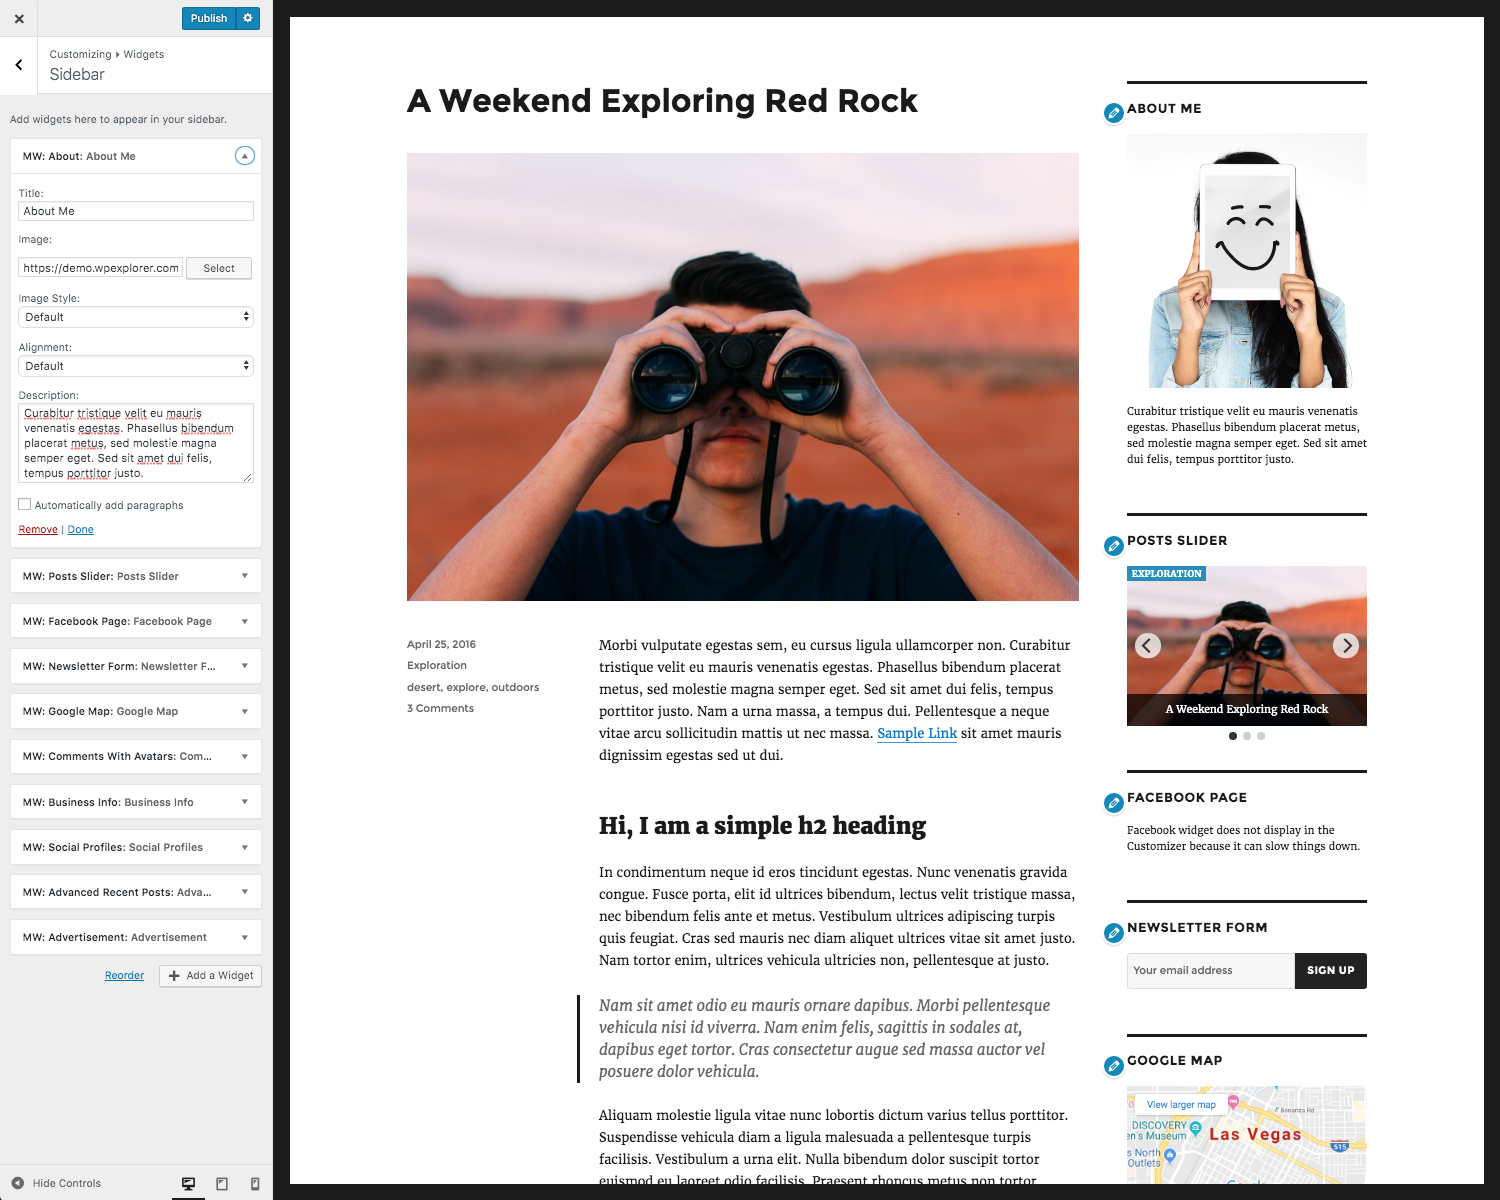 Publish
Customizing ▸ Widgets
Sidebar
Add widgets here to appear in your sidebar.
MW: About: About Me
Title:
About Me
Image:
https://demo.wpexplorer.com
Select
Image Style:
Default
Alignment:
Default
Description:
Curabitur tristique velit eu mauris
venenatis egestas. Phasellus bibendum
placerat metus, sed molestie magna
semper eget. Sed sit amet dui felis,
tempus porttitor justo.
Automatically add paragraphs
Remove | Done
MW: Posts Slider: Posts Slider
MW: Facebook Page: Facebook Page
MW: Newsletter Form: Newsletter F...
MW: Google Map: Google Map
MW: Comments With Avatars: Com...
MW: Business Info: Business Info
MW: Social Profiles: Social Profiles
MW: Advanced Recent Posts: Adva...
MW: Advertisement: Advertisement
Reorder
Add a Widget
Hide Controls
A Weekend Exploring Red Rock
April 25, 2016
Exploration
desert, explore, outdoors
3 Comments
Morbi vulputate egestas sem, eu cursus ligula ullamcorper non. Curabitur
tristique velit eu mauris venenatis egestas. Phasellus bibendum placerat
metus, sed molestie magna semper eget. Sed sit amet dui felis, tempus
porttitor justo. Nam a urna massa, a tempus dui. Pellentesque a neque
vitae arcu sollicitudin mattis ut nec massa. Sample Link sit amet mauris
dignissim egestas sed ut dui.
Hi, I am a simple h2 heading
In condimentum neque id eros tincidunt egestas. Nunc venenatis gravida
congue. Fusce porta, elit id ultrices bibendum, lectus velit tristique massa,
nec bibendum felis ante et metus. Vestibulum ultrices adipiscing turpis
quis feugiat. Cras sed mauris nec diam aliquet ultrices vitae sit amet justo.
Nam tortor enim, ultrices vehicula ultricies non, pellentesque at justo.
Nam sit amet odio eu mauris ornare dapibus. Morbi pellentesque
vehicula nisi id viverra. Nam enim felis, sagittis in sodales at,
dapibus eget tortor. Cras consectetur augue sed massa auctor vel
posuere dolor vehicula.
Aliquam molestie ligula vitae nunc lobortis dictum varius tellus porttitor.
Suspendisse vehicula diam a ligula malesuada a pellentesque turpis
facilisis. Vestibulum a urna elit. Nulla bibendum dolor suscipit tortor
euismod eu laoreet odio facilisis. Praesent rhoncus metus non tortor
ABOUT ME
Curabitur tristique velit eu mauris venenatis
egestas. Phasellus bibendum placerat metus,
sed molestie magna semper eget. Sed sit amet
dui felis, tempus porttitor justo.
POSTS SLIDER
EXPLORATION
A Weekend Exploring Red Rock
FACEBOOK PAGE
Facebook widget does not display in the
Customizer because it can slow things down.
NEWSLETTER FORM
Your email address
SIGN UP
GOOGLE MAP
View larger map
E Bonanza Rd
DISCOVERY
en's Museum
Las Vegas
515
s North
Outlets
Google